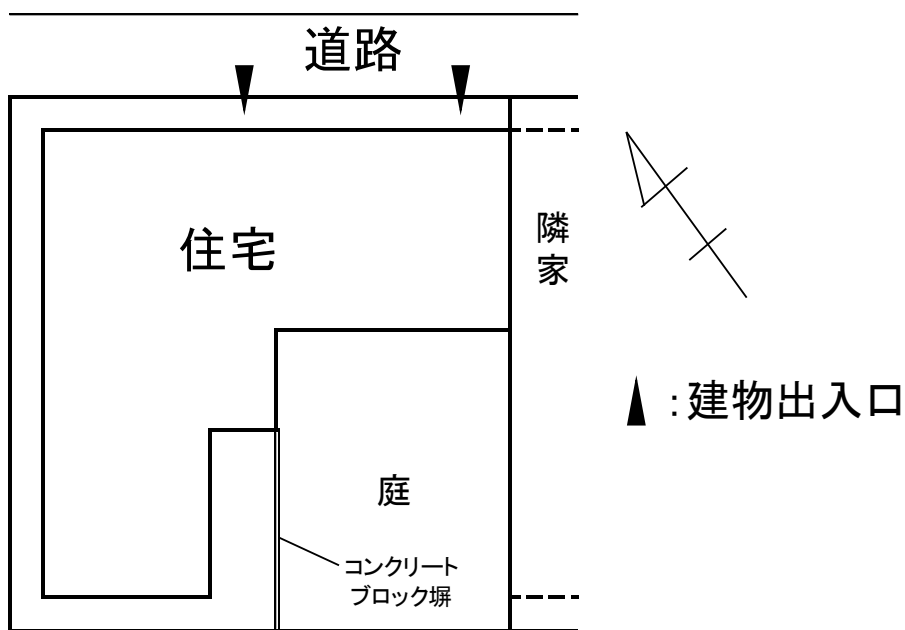 道路
住宅
隣
家
▲ :建物出入口
庭
コンクリート
ブロック塀